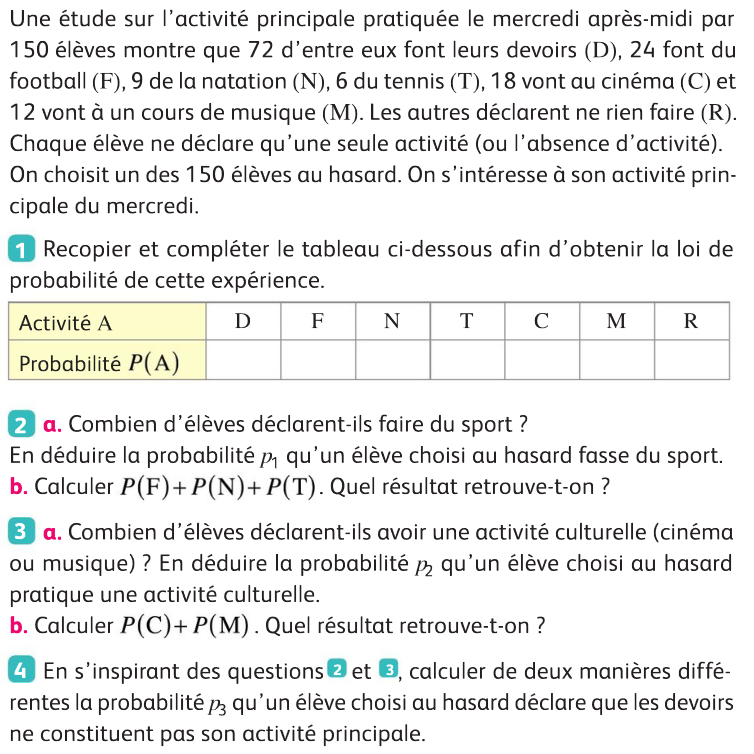 Une étude sur l'activité principale pratiquée le mercredi après-midi par
150 élèves montre que 72 d'entre eux font leurs devoirs (D), 24 font du
football (F), 9 de la natation (N), 6 du tennis (T), 18 vont au cinéma (C) et
12 vont à un cours de musique (M). Les autres déclarent ne rien faire (R).
Chaque élève ne déclare qu'une seule activité (ou l'absence d'activité).
On choisit un des 150 élèves au hasard. On s'intéresse à son activité prin-
cipale du mercredi.
1 Recopier et compléter le tableau ci-dessous afin d'obtenir la loi de
probabilité de cette expérience.
Activité A D F N T C M R
Probabilité P(A)
2 a. Combien d'élèves déclarent-ils faire du sport ?
En déduire la probabilité p₁ qu'un élève choisi au hasard fasse du sport.
b. Calculer P(F)+P(N)+P(T). Quel résultat retrouve-t-on ?
3 a. Combien d'élèves déclarent-ils avoir une activité culturelle (cinéma
ou musique) ? En déduire la probabilité p₂ qu'un élève choisi au hasard
pratique une activité culturelle.
b. Calculer P(C)+P(M). Quel résultat retrouve-t-on ?
4 En s'inspirant des questions 2 et 3, calculer de deux manières diffé-
rentes la probabilité p₃ qu'un élève choisi au hasard déclare que les devoirs
ne constituent pas son activité principale.